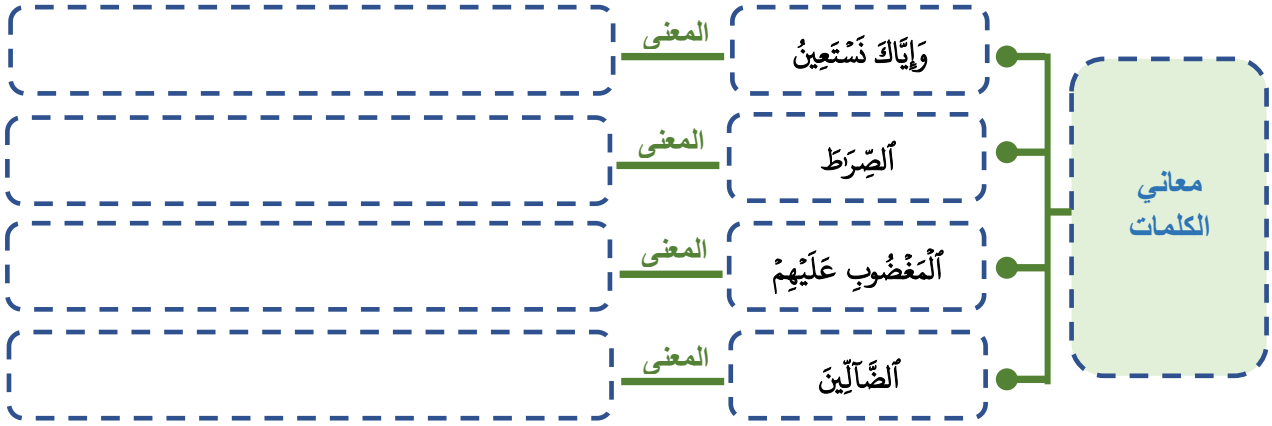 معاني
الكلمات
وَإِيَّاكَ نَسۡتَعِينُ
المعنى
ٱلصِّرَٰطَ
المعنى
ٱلۡمَغۡضُوبِ عَلَيۡهِمۡ
المعنى
ٱلضَّآلِّينَ
المعنى